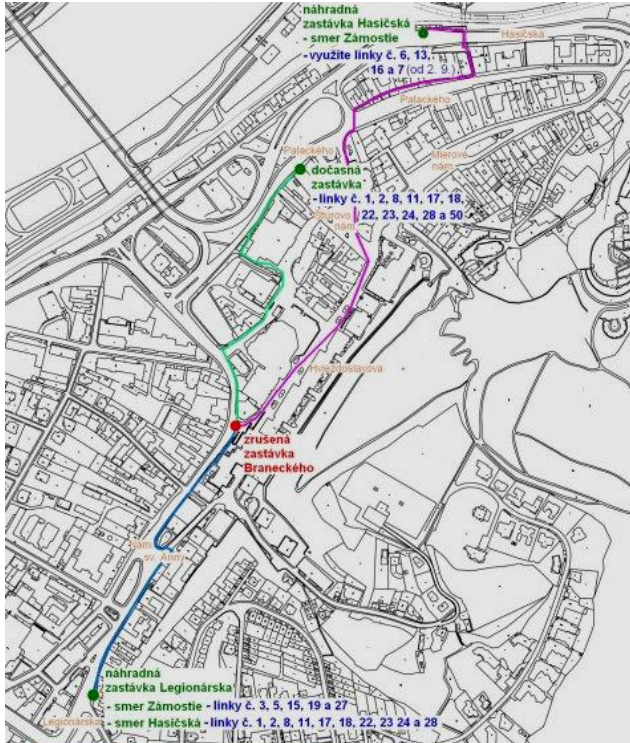 náhradná
zastávka Hasičská
- smer Zámostie
- využite linky č. 6, 13,
16 a 7 (od 2. 9.)
Hasičská
Palackého
Mierové
nám.
Palackého
dočasná
zastávka
- linky č. 1, 2, 8, 11, 17, 18,
22, 23, 24, 28 a 50
Štúrovo
nám.
Hviezdoslavova
zrušená
zastávka
Braneckého
Nám.
sv. Anny
náhradná
zastávka Legionárska
- smer Zámostie - linky č. 3, 5, 15, 19 a 27
- smer Hasičská - linky č. 1, 2, 8, 11, 17, 18, 22, 23 24 a 28
Legionárska